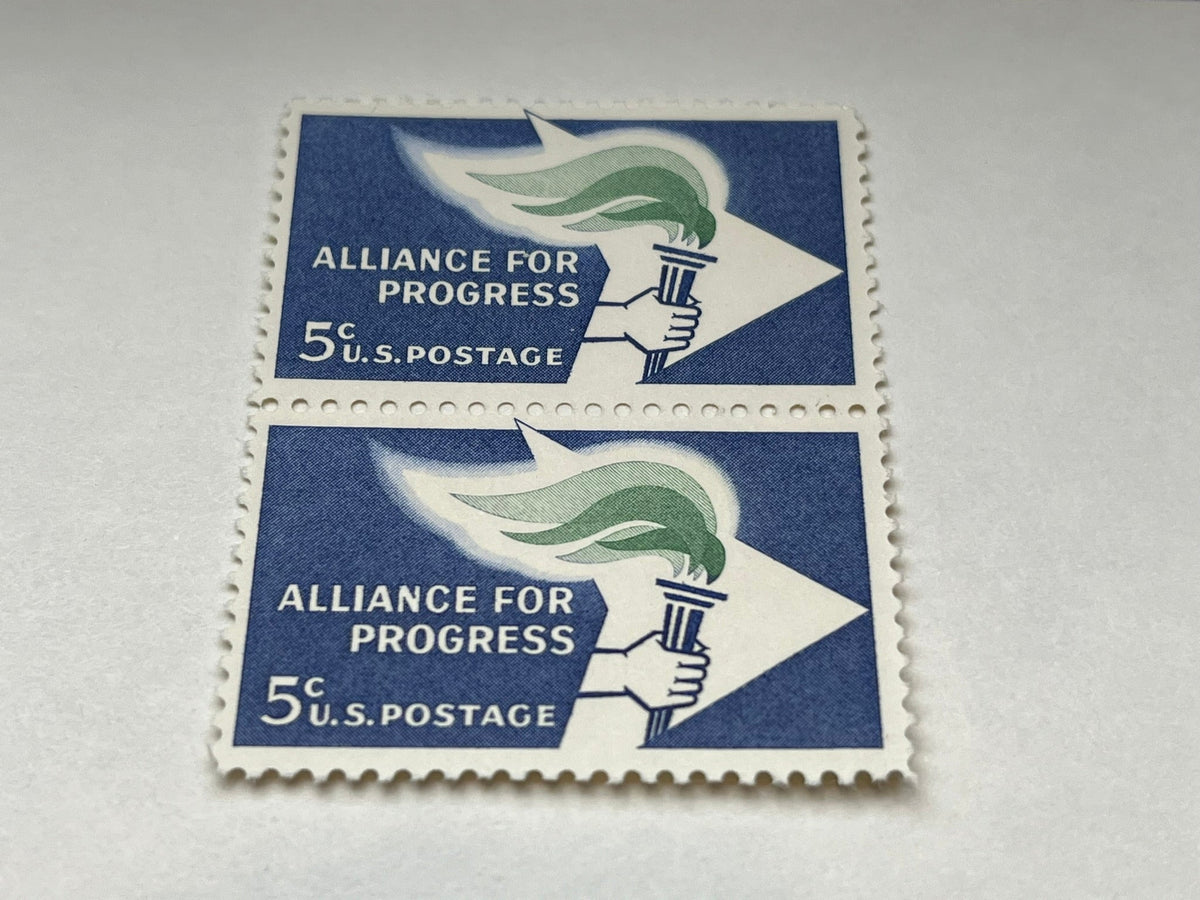 ALLIANCE FOR
PROGRESS
5c
U.S. POSTAGE
ALLIANCE FOR
PROGRESS
5c
U.S. POSTAGE